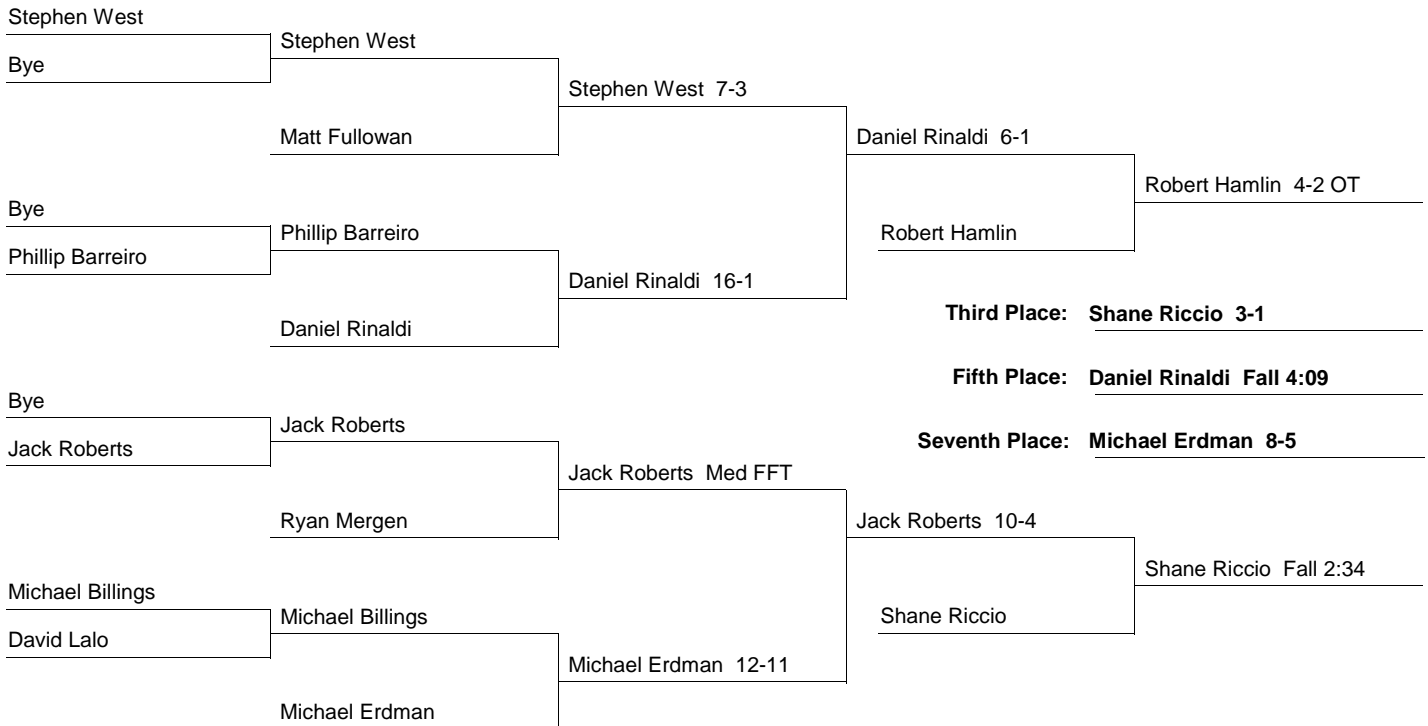 Stephen West
Stephen West
Bye
Stephen West 7-3
Matt Fullowan
Daniel Rinaldi 6-1
Robert Hamlin 4-2 OT
Bye
Phillip Barreiro
Robert Hamlin
Phillip Barreiro
Daniel Rinaldi 16-1
Third Place: Shane Riccio 3-1
Daniel Rinaldi
Fifth Place: Daniel Rinaldi Fall 4:09
Bye
Jack Roberts
Seventh Place: Michael Erdman 8-5
Jack Roberts
Jack Roberts Med FFT
Ryan Mergen
Jack Roberts 10-4
Shane Riccio Fall 2:34
Michael Billings
Michael Billings
Shane Riccio
David Lalo
Michael Erdman 12-11
Michael Erdman